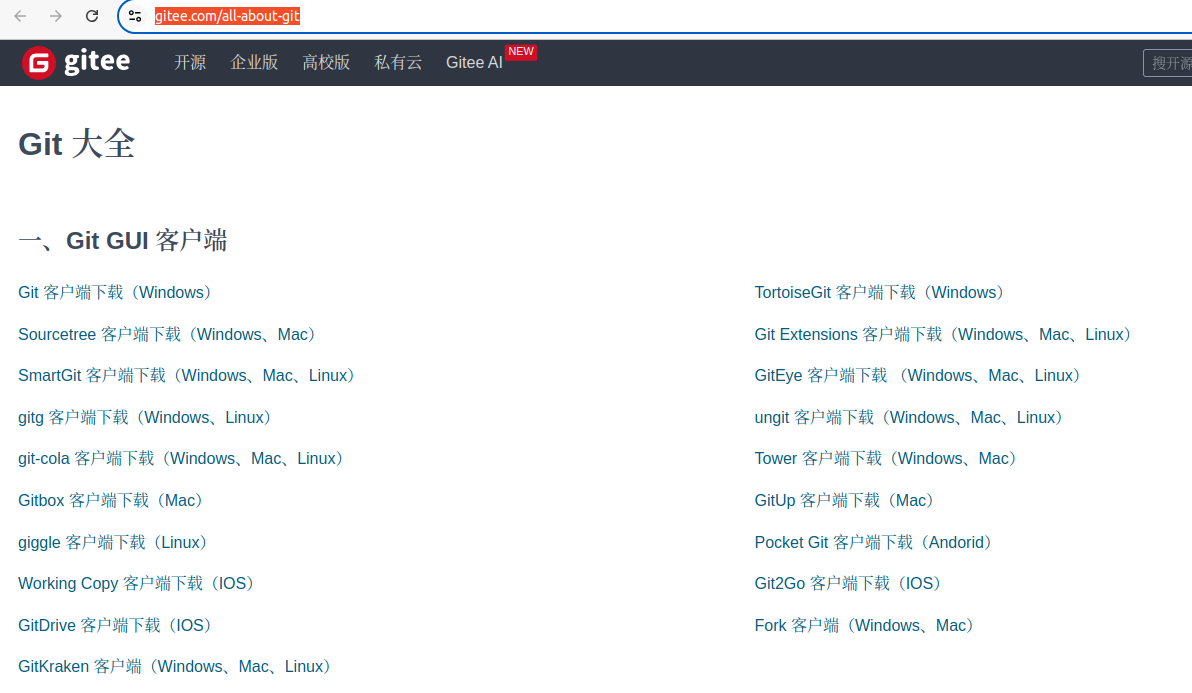 gitee.com/all-about-git
gitee 开源 企业版 高校版 私有云 Gitee AI NEW 搜开源
Git 大全
一、Git GUI 客户端
Git 客户端下载（Windows）
TortoiseGit 客户端下载（Windows）
Sourcetree 客户端下载（Windows、Mac）
Git Extensions 客户端下载（Windows、Mac、Linux）
SmartGit 客户端下载（Windows、Mac、Linux）
GitEye 客户端下载 （Windows、Mac、Linux）
gitg 客户端下载（Windows、Linux）
ungit 客户端下载（Windows、Mac、Linux）
git-cola 客户端下载（Windows、Mac、Linux）
Tower 客户端下载（Windows、Mac）
Gitbox 客户端下载（Mac）
GitUp 客户端下载（Mac）
giggle 客户端下载（Linux）
Pocket Git 客户端下载（Andorid）
Working Copy 客户端下载（IOS）
Git2Go 客户端下载（IOS）
GitDrive 客户端下载（IOS）
Fork 客户端（Windows、Mac）
GitKraken 客户端（Windows、Mac、Linux）